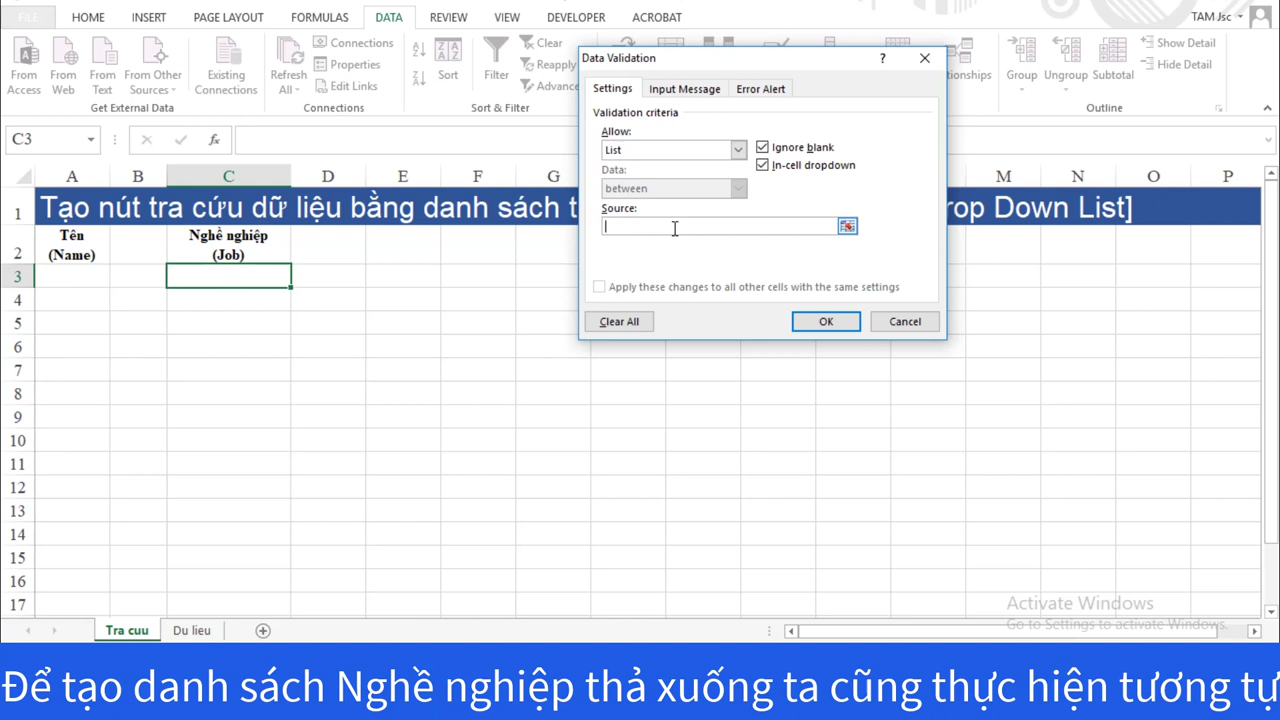 FILE HOME INSERT PAGE LAYOUT FORMULAS DATA REVIEW VIEW DEVELOPER ACROBAT TAM Jsc
Data Validation ?
From Access
From Web
From Text
From Other Sources
Existing Connections
Get External Data
Refresh All
Connections
Properties
Edit Links
Connections
Sort
Filter
Clear
Reapply
Advance
Sort & Filter
Group
Ungroup
Subtotal
Show Detail
Hide Detail
Outline
Settings Input Message Error Alert
Validation criteria
Allow:
List
Ignore blank
In-cell dropdown
Data:
between
Source:
Apply these changes to all other cells with the same settings
Clear All OK Cancel
C3 fx
A B C D E F G M N O P
1 Tạo nút tra cứu dữ liệu bằng danh sách t rop Down List]
2 Tên (Name) Nghề nghiệp (Job)
3
4
5
6
7
8
9
10
11
12
13
14
15
16
17
Activate Windows
Go to Settings to activate Windows.
Tra cuu Du lieu
Để tạo danh sách Nghề nghiệp thả xuống ta cũng thực hiện tương tự